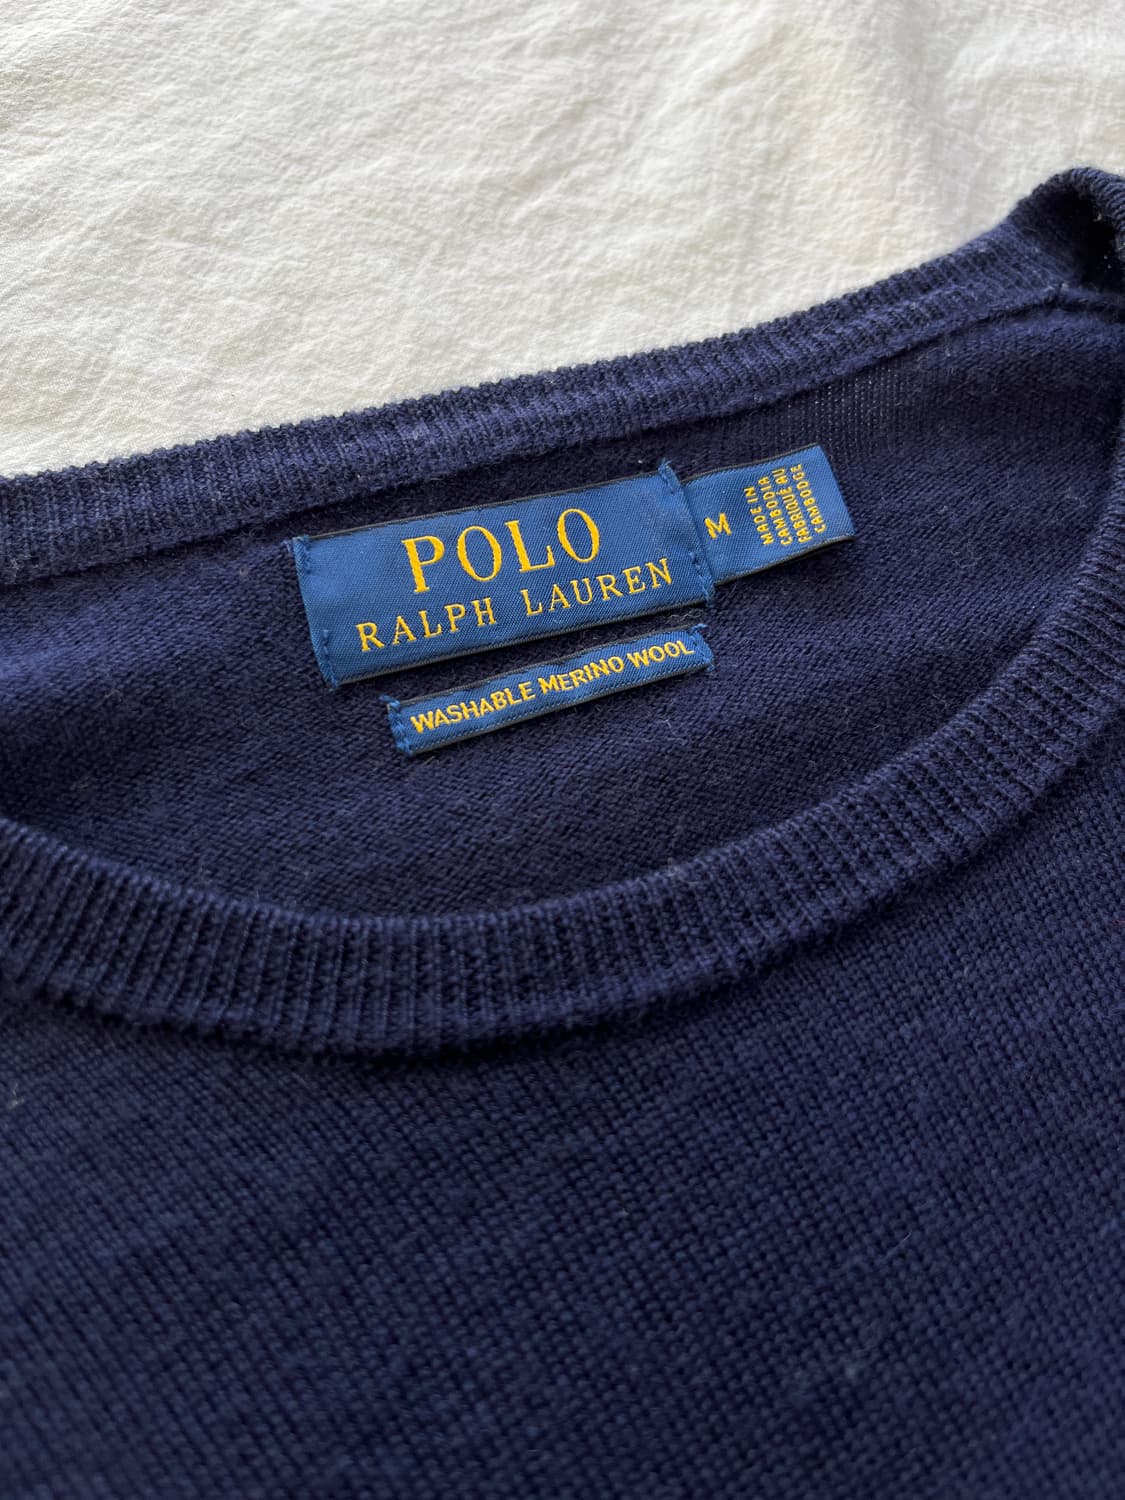 POLO
RALPH LAUREN
M
MADE IN
CAMBODIA
FABRIQUÉ AU
CAMBODGE
WASHABLE MERINO WOOL